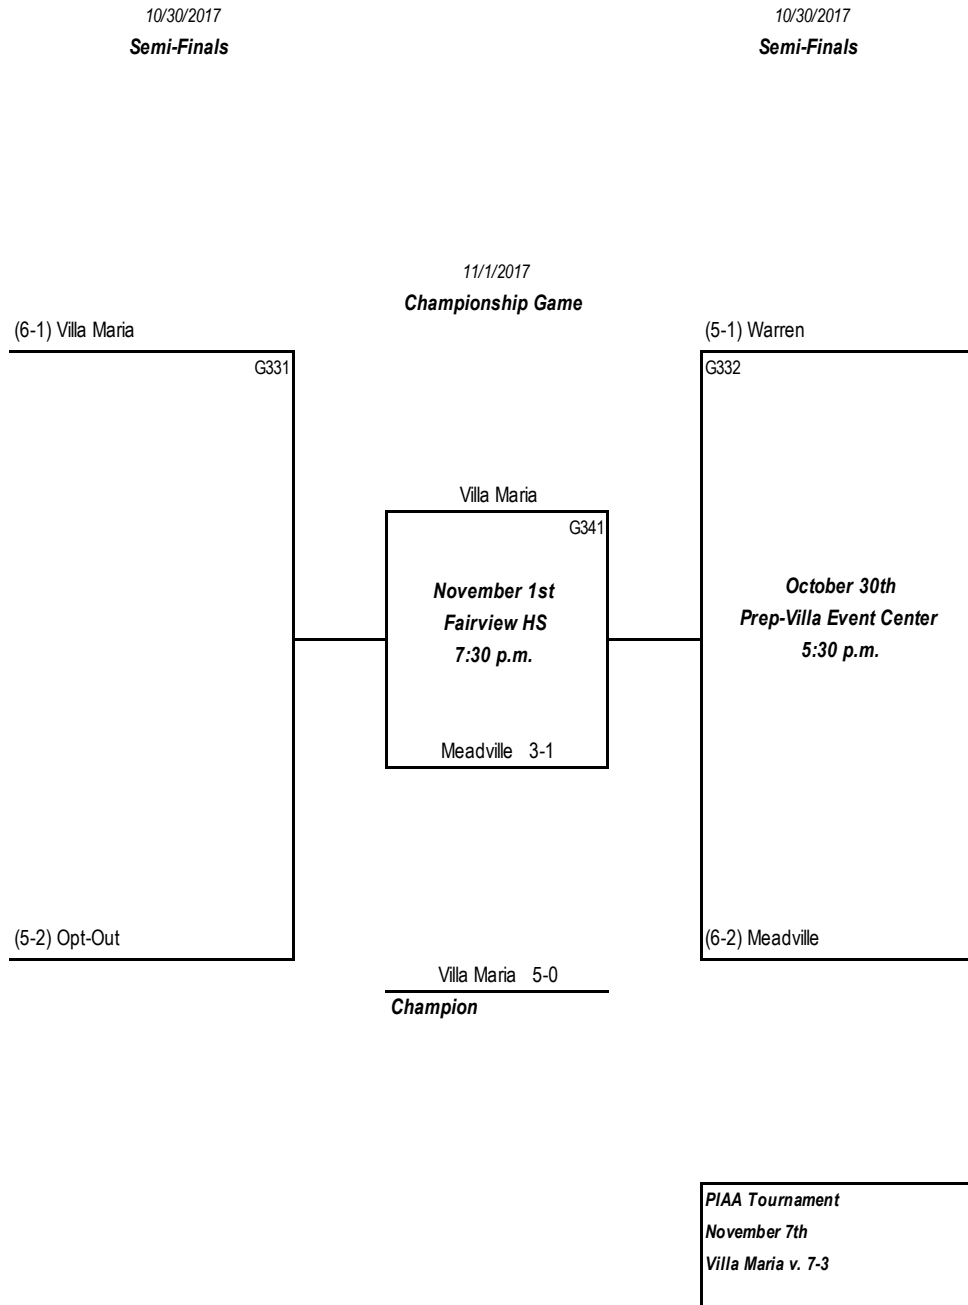 10/30/2017
Semi-Finals
10/30/2017
Semi-Finals
11/1/2017
Championship Game
(6-1) Villa Maria
G331
(5-1) Warren
G332
Villa Maria
G341
November 1st
Fairview HS
7:30 p.m.
October 30th
Prep-Villa Event Center
5:30 p.m.
Meadville 3-1
(5-2) Opt-Out
(6-2) Meadville
Villa Maria 5-0
Champion
PIAA Tournament
November 7th
Villa Maria v. 7-3